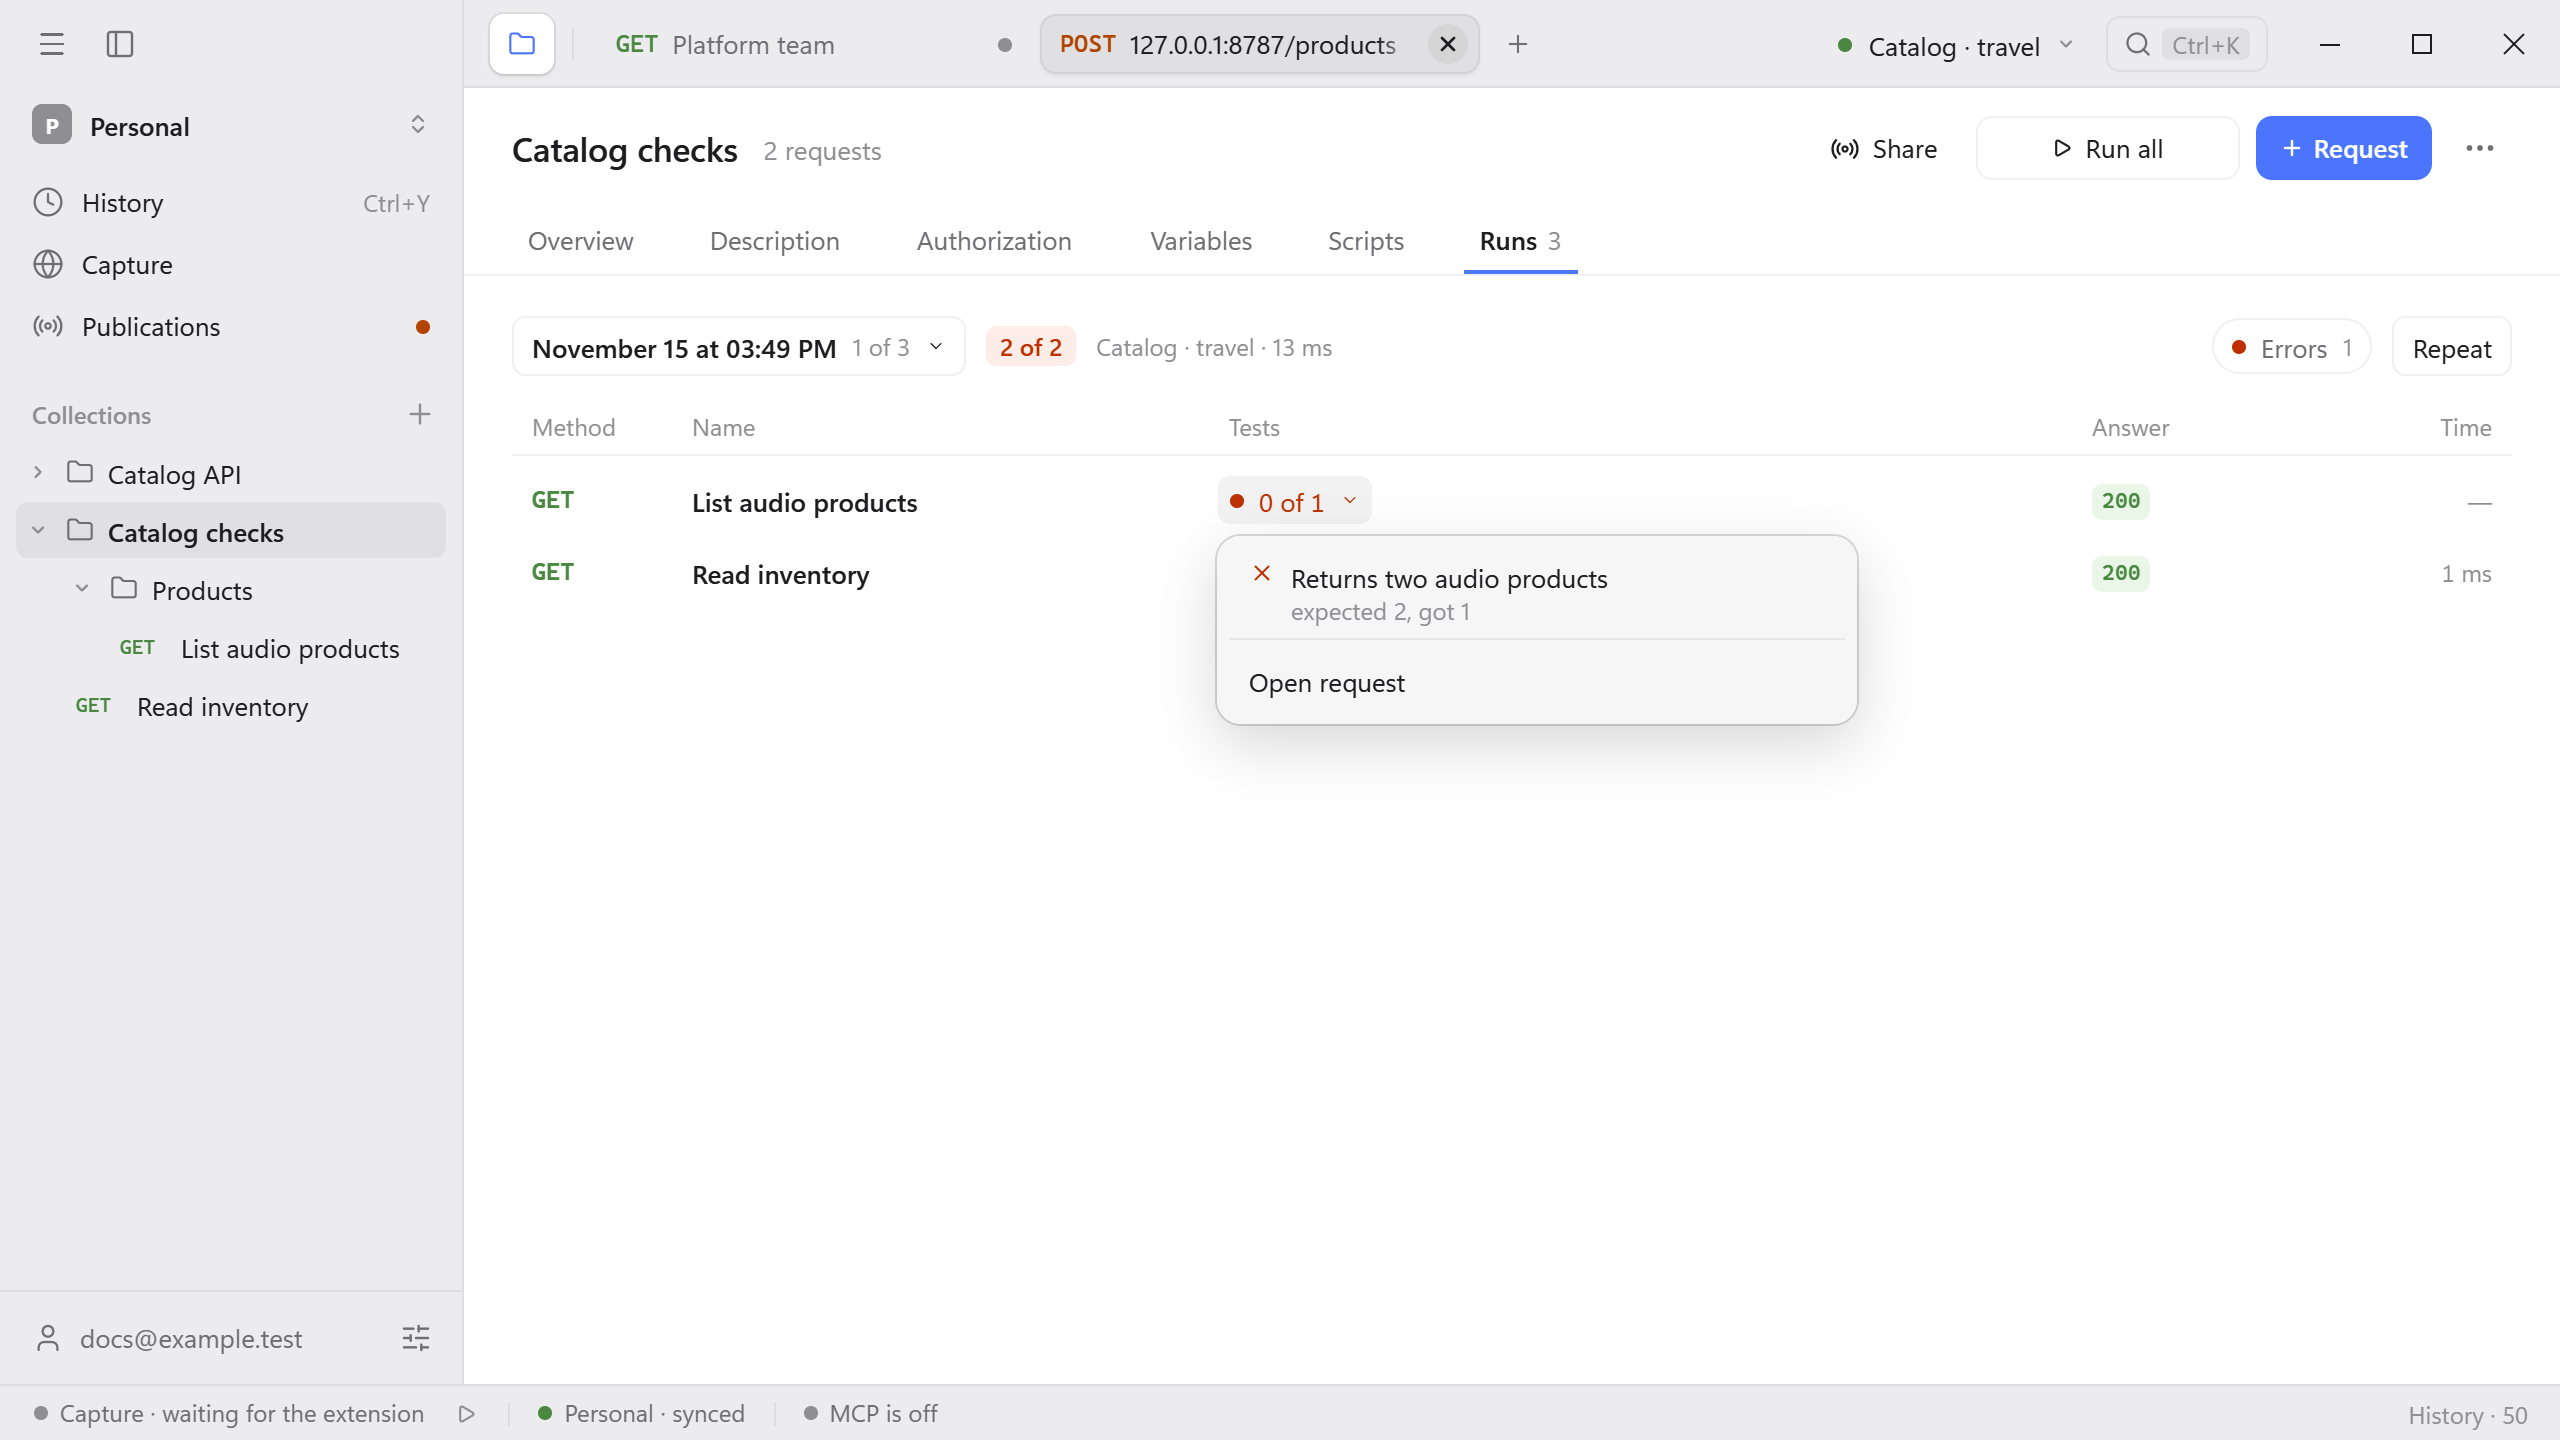 GET Platform team
POST 127.0.0.1:8787/products
Catalog · travel
Ctrl+K
P Personal
History Ctrl+Y
Capture
Publications
Collections
Catalog API
Catalog checks
Products
GET List audio products
GET Read inventory
docs@example.test
Catalog checks 2 requests
Share
Run all
Request
Overview Description Authorization Variables Scripts Runs 3
November 15 at 03:49 PM 1 of 3 2 of 2 Catalog · travel · 13 ms
Errors 1
Repeat
Method Name Tests Answer Time
GET List audio products 0 of 1 200 —
GET Read inventory 200 1 ms
Returns two audio products
expected 2, got 1
Open request
Capture · waiting for the extension
Personal · synced
MCP is off
History · 50